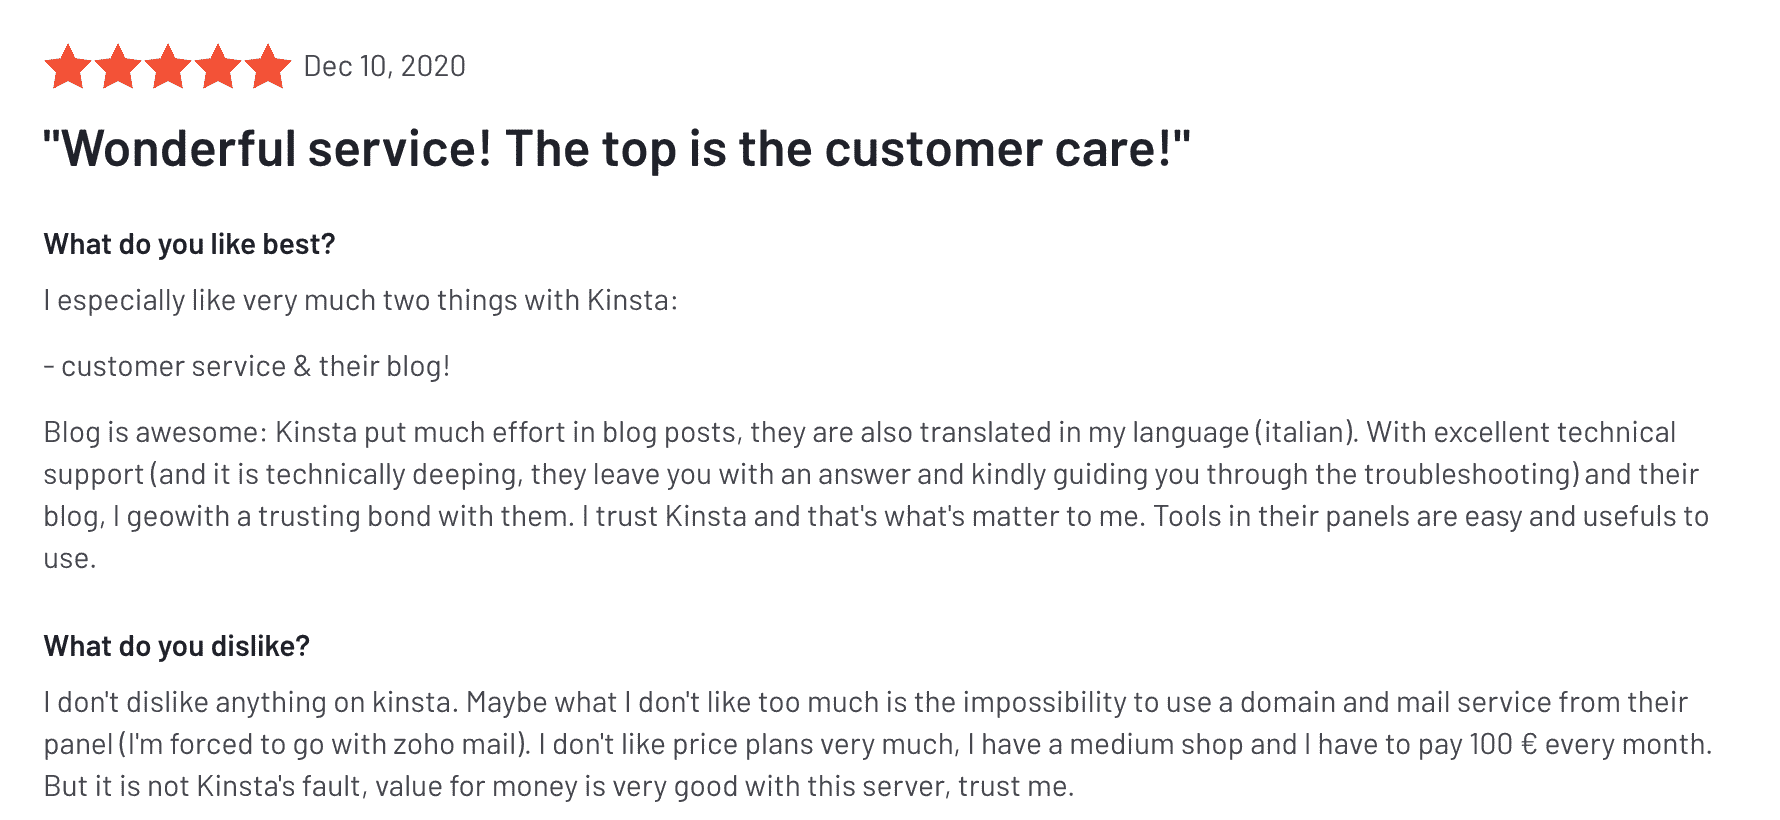 Dec 10, 2020
"Wonderful service! The top is the customer care!"
What do you like best?
I especially like very much two things with Kinsta:
- customer service & their blog!
Blog is awesome: Kinsta put much effort in blog posts, they are also translated in my language (italian). With excellent technical
support (and it is technically deeping, they leave you with an answer and kindly guiding you through the troubleshooting) and their
blog, I geowith a trusting bond with them. I trust Kinsta and that's what's matter to me. Tools in their panels are easy and usefuls to
use.
What do you dislike?
I don't dislike anything on kinsta. Maybe what I don't like too much is the impossibility to use a domain and mail service from their
panel (I'm forced to go with zoho mail). I don't like price plans very much, I have a medium shop and I have to pay 100 € every month.
But it is not Kinsta's fault, value for money is very good with this server, trust me.